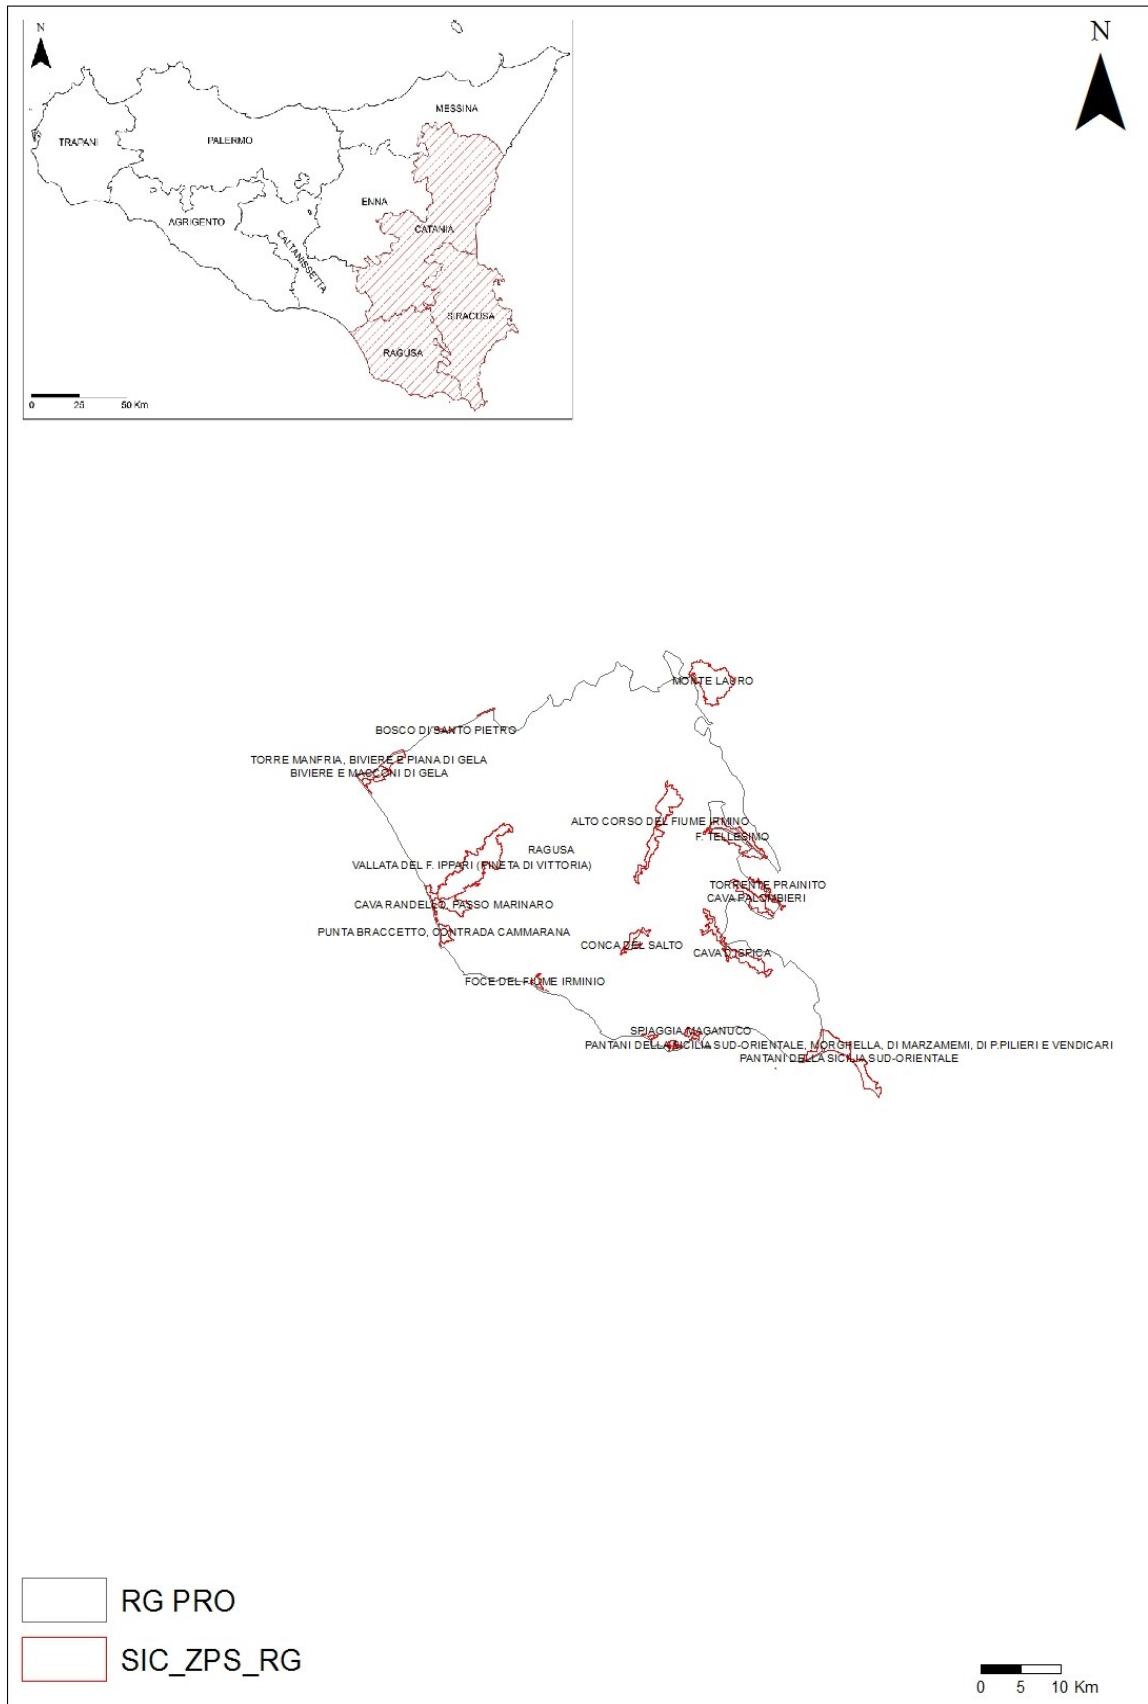 N
N
MESSINA
TRAPANI
PALERMO
ENNA
AGRIGENTO
CATANIA
CALTANISSETTA
SIRACUSA
RAGUSA
0 25 50 Km
MONTE LAURO
BOSCO DI SANTO PIETRO
TORRE MANFRIA, BIVIERE E PIANA DI GELA
BIVIERE E MACCONI DI GELA
ALTO CORSO DEL FIUME IRMINO
F. TELLESIMO
RAGUSA
VALLATA DEL F. IPPARI (PINETA DI VITTORIA)
TORRENTE PRAINITO
CAVA PALOMBIERI
CAVA RANDELLO, PASSO MARINARO
PUNTA BRACCETTO, CONTRADA CAMMARANA
CONCA DEL SALTO
CAVA D'ISPICA
FOCE DEL FIUME IRMINIO
SPIAGGIA MAGANUCO
PANTANI DELLA SICILIA SUD-ORIENTALE, MORGHELLA, DI MARZAMEMI, DI P.PILIERI E VENDICARI
PANTANI DELLA SICILIA SUD-ORIENTALE
RG PRO
SIC_ZPS_RG
0 5 10 Km